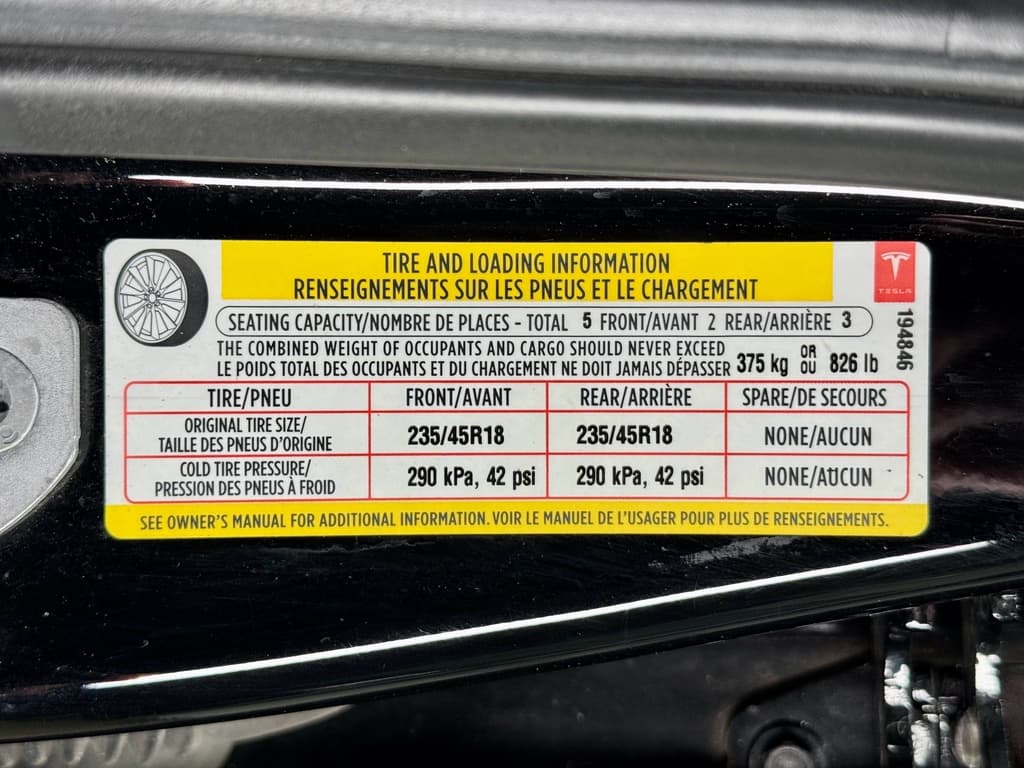 TIRE AND LOADING INFORMATION
RENSEIGNEMENTS SUR LES PNEUS ET LE CHARGEMENT
TESLA
SEATING CAPACITY/NOMBRE DE PLACES - TOTAL 5 FRONT/AVANT 2 REAR/ARRIÈRE 3
THE COMBINED WEIGHT OF OCCUPANTS AND CARGO SHOULD NEVER EXCEED
LE POIDS TOTAL DES OCCUPANTS ET DU CHARGEMENT NE DOIT JAMAIS DÉPASSER
375 kg OR
OU 826 lb
194846
TIRE/PNEU FRONT/AVANT REAR/ARRIÈRE SPARE/DE SECOURS
ORIGINAL TIRE SIZE/
TAILLE DES PNEUS D'ORIGINE
235/45R18 235/45R18 NONE/AUCUN
COLD TIRE PRESSURE/
PRESSION DES PNEUS À FROID
290 kPa, 42 psi 290 kPa, 42 psi NONE/AUCUN
SEE OWNER'S MANUAL FOR ADDITIONAL INFORMATION. VOIR LE MANUEL DE L'USAGER POUR PLUS DE RENSEIGNEMENTS.